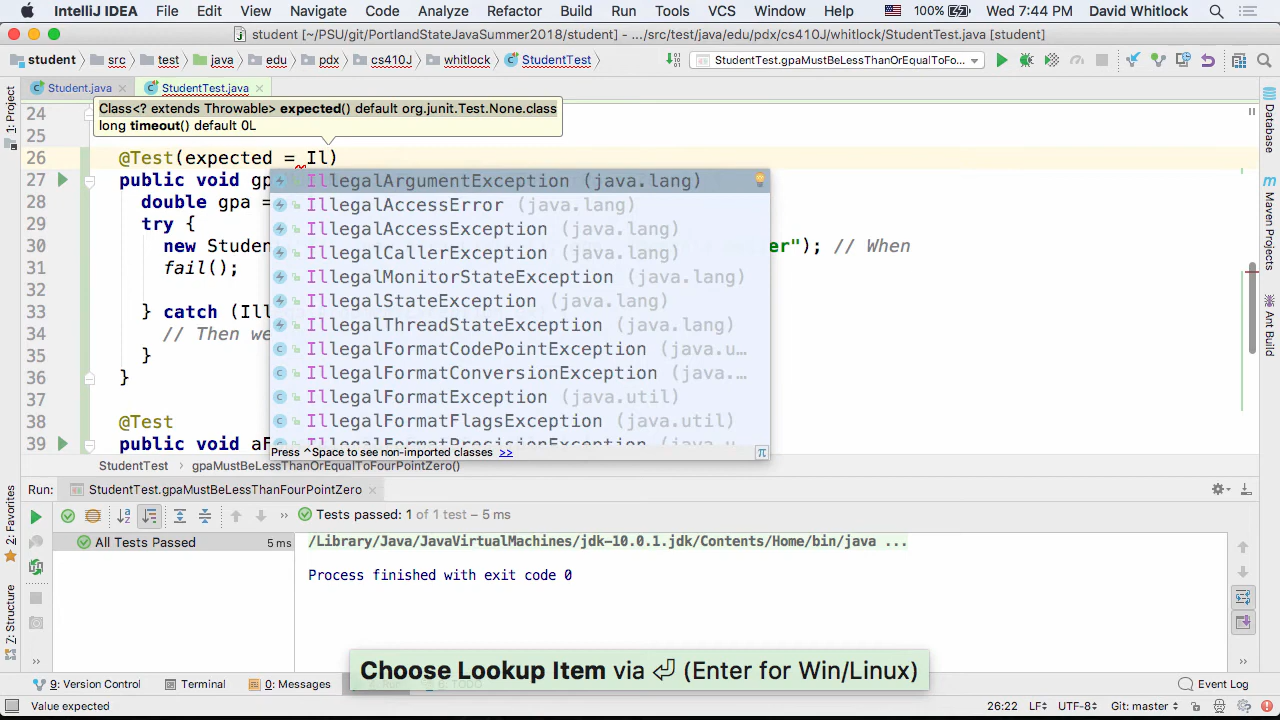 IntelliJ IDEA File Edit View Navigate Code Analyze Refactor Build Run Tools VCS Window Help 100% Wed 7:44 PM David Whitlock
student [~/PSU/git/PortlandStateJavaSummer2018/student] - .../src/test/java/edu/pdx/cs410J/whitlock/StudentTest.java [student]
student src test java edu pdx cs410J whitlock StudentTest StudentTest.gpaMustBeLessThanOrEqualToFo...
Student.java StudentTest.java
Class<? extends Throwable> expected() default org.junit.Test.None.class
long timeout() default 0L
24
25
26 @Test(expected = Il)
27 public void gp
28 double gpa =
29 try {
30 new Studen er"); // When
31 fail();
32
33 } catch (Ill
34 // Then we
35 }
36 }
37
38 @Test
39 public void aF
IllegalArgumentException (java.lang)
IllegalAccessError (java.lang)
IllegalAccessException (java.lang)
IllegalCallerException (java.lang)
IllegalMonitorStateException (java.lang)
IllegalStateException (java.lang)
IllegalThreadStateException (java.lang)
IllegalFormatCodePointException (java.u...
IllegalFormatConversionException (java....
IllegalFormatException (java.util)
IllegalFormatFlagsException (java.util)
IllegalFormatPrecisionException (java.u...
Press ^Space to see non-imported classes >> π
StudentTest gpaMustBeLessThanOrEqualToFourPointZero()
Run: StudentTest.gpaMustBeLessThanFourPointZero
Tests passed: 1 of 1 test – 5 ms
All Tests Passed 5 ms
/Library/Java/JavaVirtualMachines/jdk-10.0.1.jdk/Contents/Home/bin/java ...
Process finished with exit code 0
Choose Lookup Item via ⏎ (Enter for Win/Linux)
9: Version Control Terminal 0: Messages Event Log
Value expected 26:22 LF UTF-8 Git: master
1: Project
2: Favorites
7: Structure
Database
Maven Projects
Ant Build